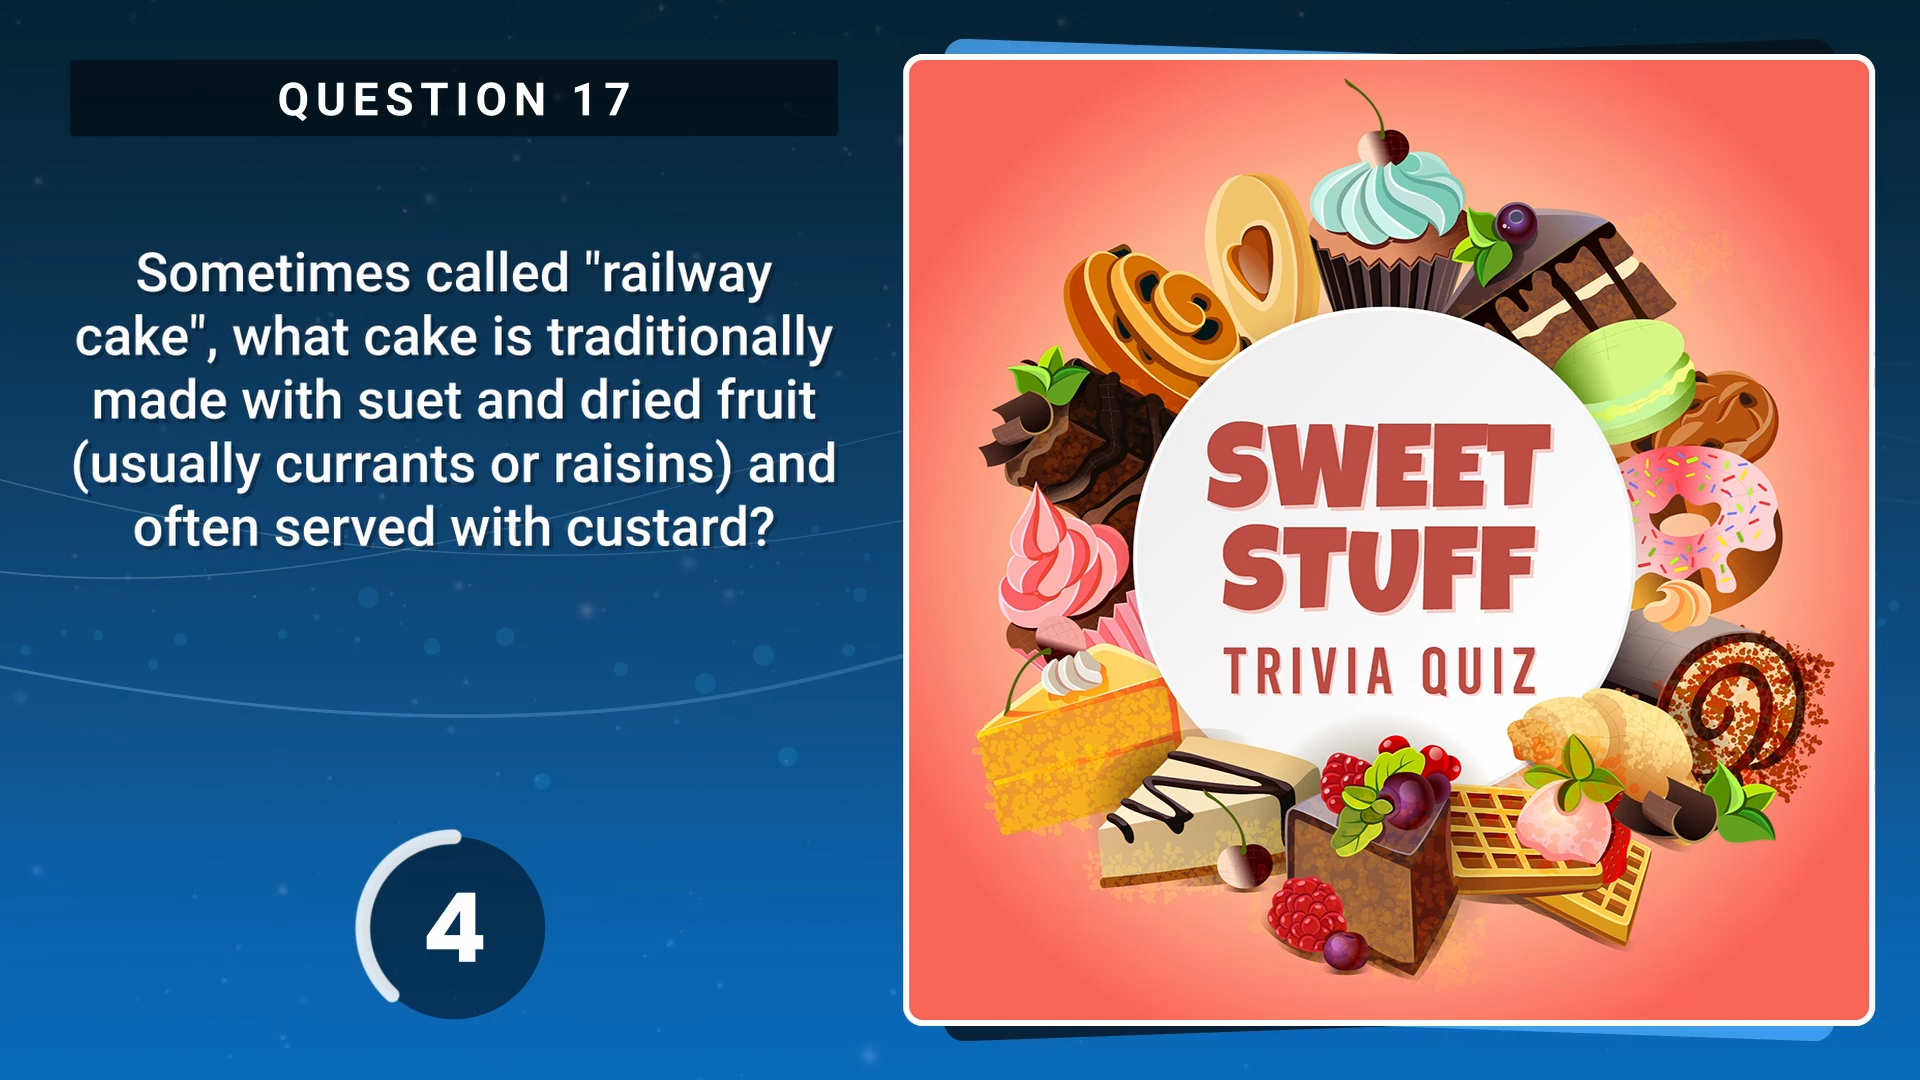 QUESTION 17
Sometimes called "railway
cake", what cake is traditionally
made with suet and dried fruit
(usually currants or raisins) and
often served with custard?
4
SWEET
STUFF
TRIVIA QUIZ